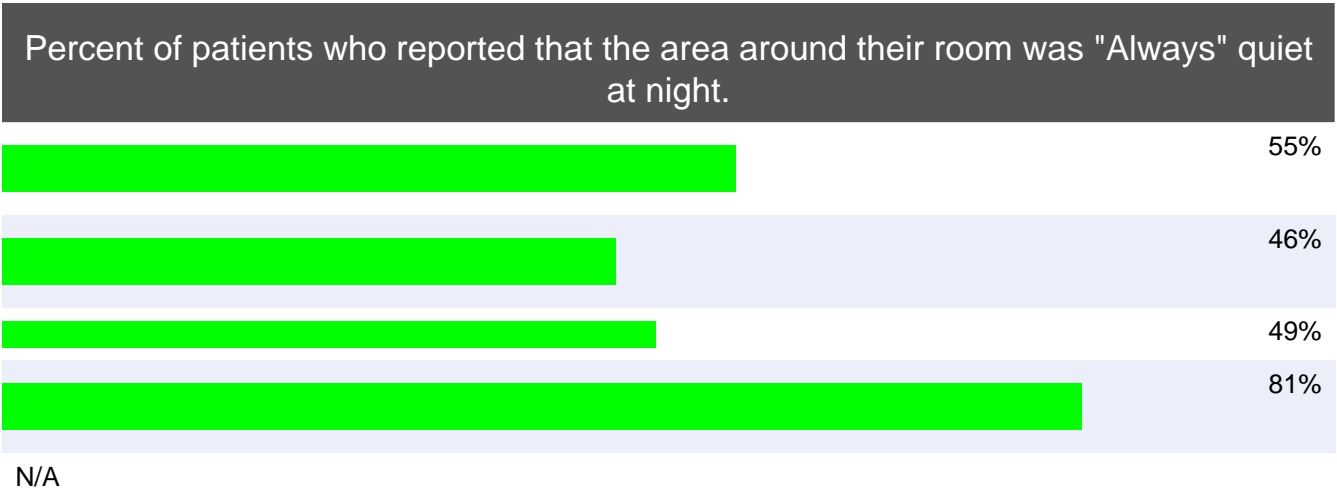 Percent of patients who reported that the area around their room was "Always" quiet
at night.
55%
46%
49%
81%
N/A